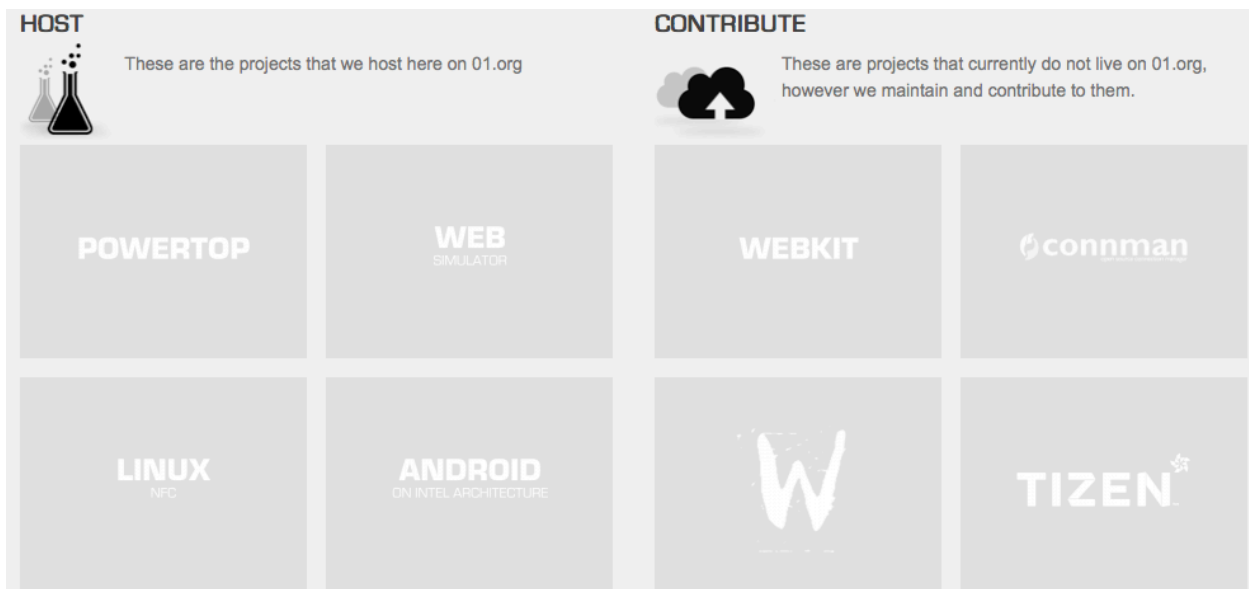 HOST
These are the projects that we host here on 01.org
POWERTOP
WEB
SIMULATOR
LINUX
NFC
ANDROID
ON INTEL ARCHITECTURE
CONTRIBUTE
These are projects that currently do not live on 01.org,
however we maintain and contribute to them.
WEBKIT
connman
W
TIZEN